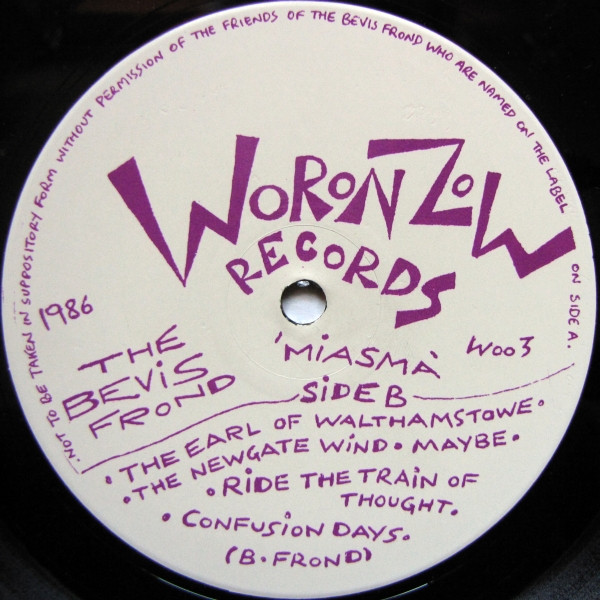 . NOT TO BE TAKEN IN SUPPOSITORY FORM WITHOUT PERMISSION OF THE FRIENDS OF THE BEVIS FROND WHO ARE NAMED ON THE LABEL ON SIDE A.
WORONZOW
RECORDS
1986
'MIASMA'
WOO3
THE
BEVIS
FROND
SIDE B
• THE EARL OF WALTHAMSTOWE •
• THE NEWGATE WIND • MAYBE •
• RIDE THE TRAIN OF
THOUGHT.
• CONFUSION DAYS.
(B. FROND)